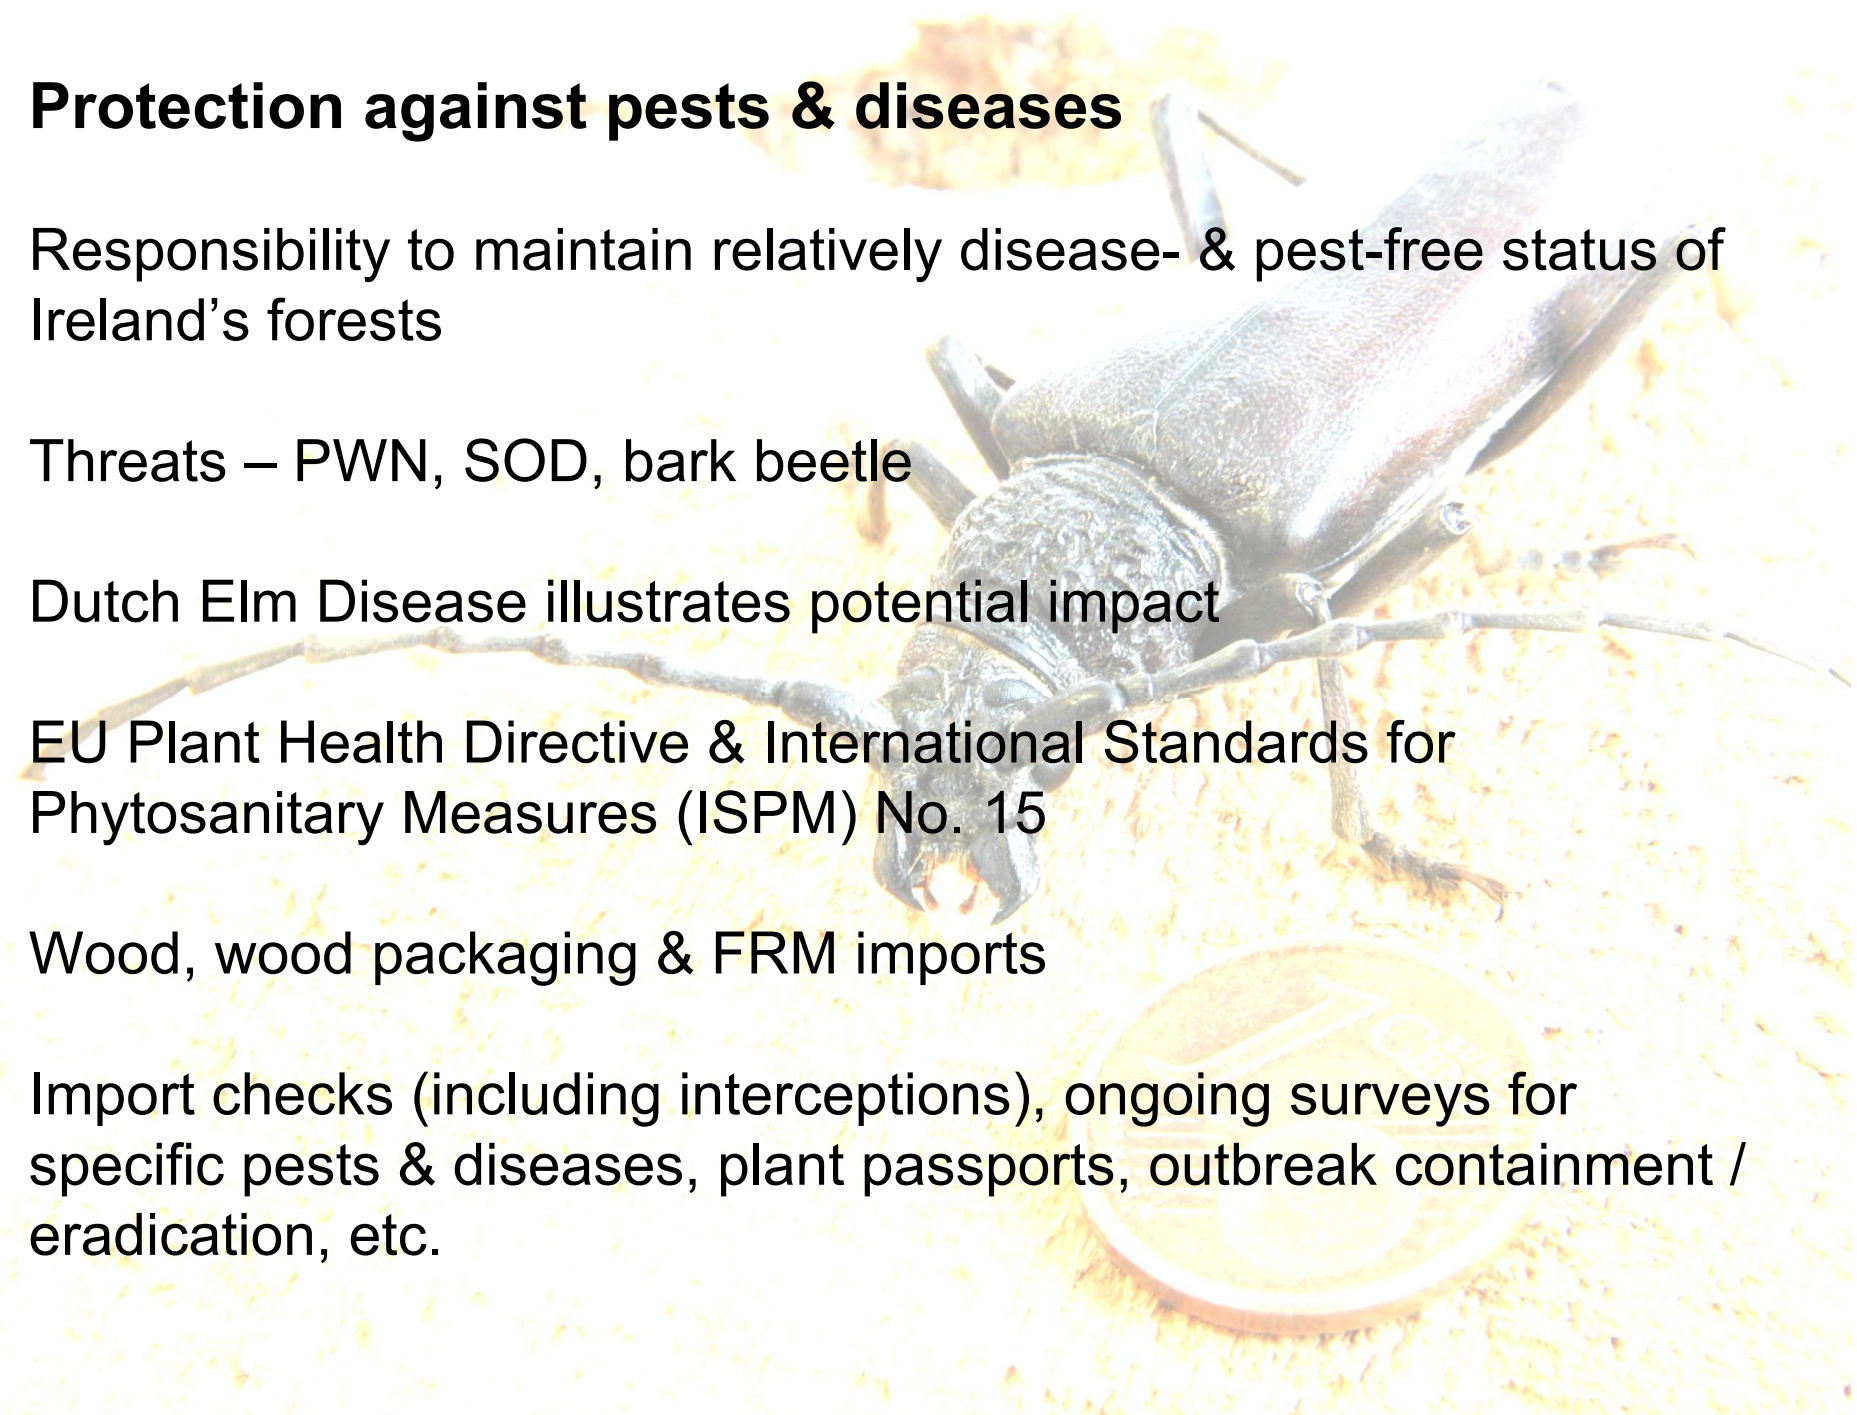 Protection against pests & diseases
Responsibility to maintain relatively disease- & pest-free status of
Ireland’s forests
Threats – PWN, SOD, bark beetle
Dutch Elm Disease illustrates potential impact
EU Plant Health Directive & International Standards for
Phytosanitary Measures (ISPM) No. 15
Wood, wood packaging & FRM imports
Import checks (including interceptions), ongoing surveys for
specific pests & diseases, plant passports, outbreak containment /
eradication, etc.